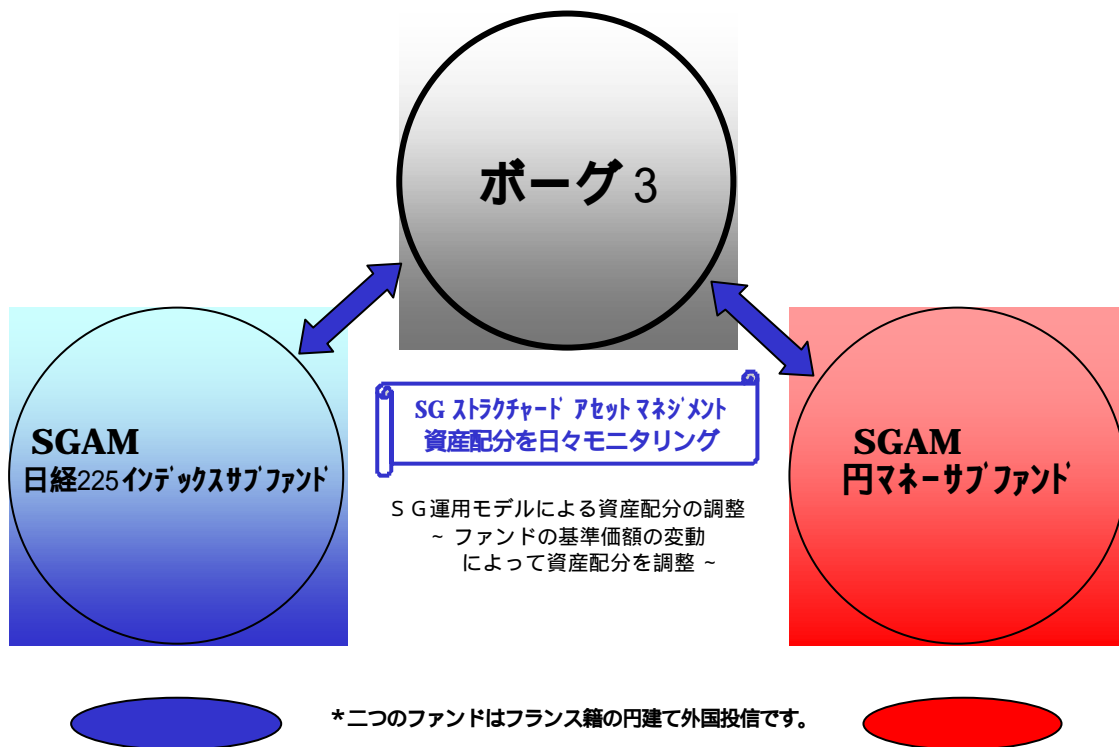 ボーグ 3
SGAM
日経225インデックスサブファンド
SG ストラクチャード アセット マネジメント
資産配分を日々モニタリング
SGAM
円マネーサブファンド
ＳＧ運用モデルによる資産配分の調整
~ ファンドの基準価額の変動
によって資産配分を調整 ~
*二つのファンドはフランス籍の円建て外国投信です。